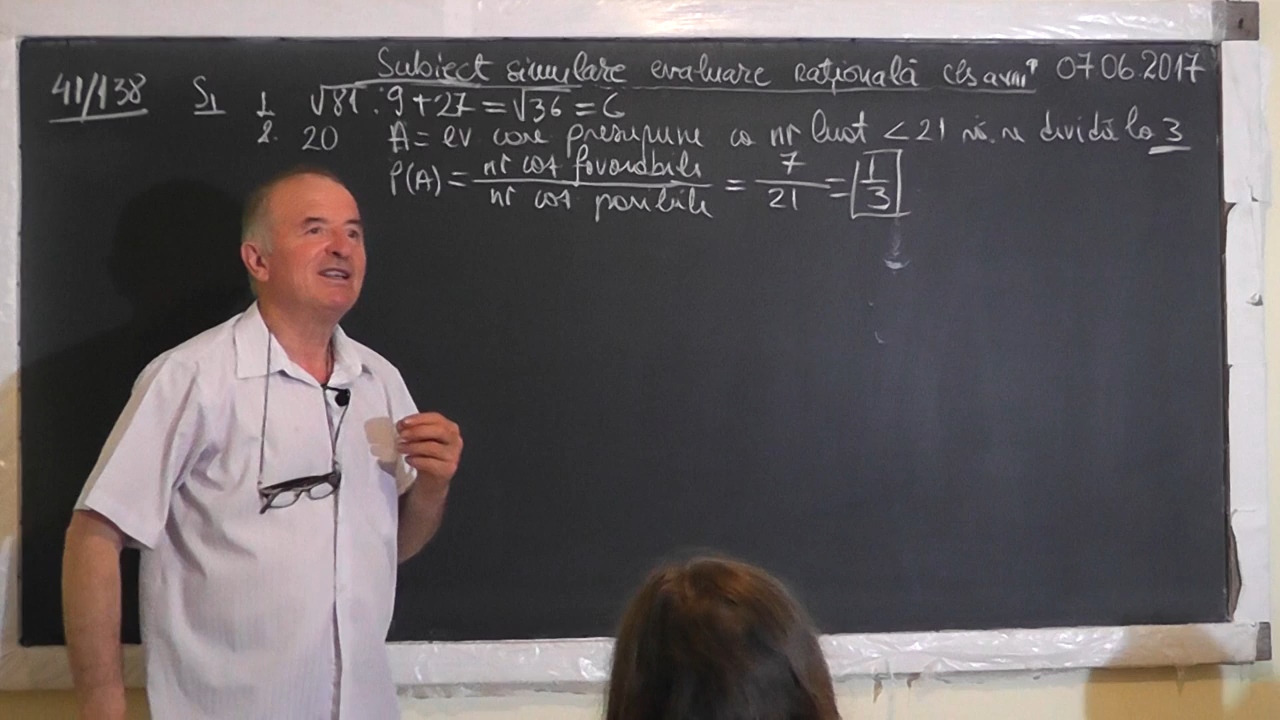 Subiect simulare evaluare națională cls a VIII a 07.06.2017
41/138 S1 1 √81:9+27 = √36 = 6
2. 20 A = ev care presupune ca nr luat < 21 să se dividă la 3
P(A) = nr caz favorabile / nr caz posibile = 7/21 = 1/3